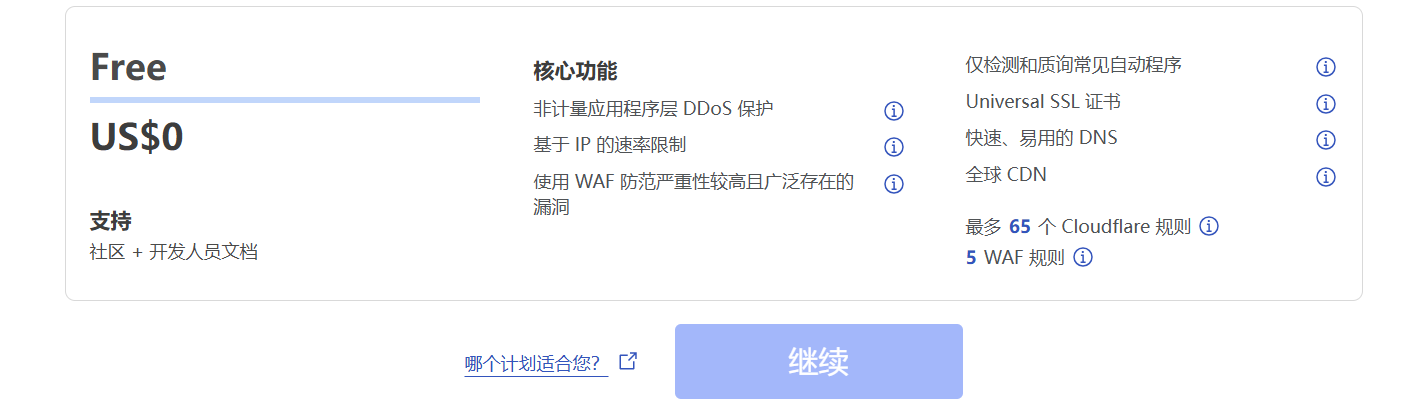 Free
US$0
支持
社区 + 开发人员文档
核心功能
非计量应用程序层 DDoS 保护
基于 IP 的速率限制
使用 WAF 防范严重性较高且广泛存在的
漏洞
仅检测和质询常见自动程序
Universal SSL 证书
快速、易用的 DNS
全球 CDN
最多 65 个 Cloudflare 规则
5 WAF 规则
哪个计划适合您？
继续